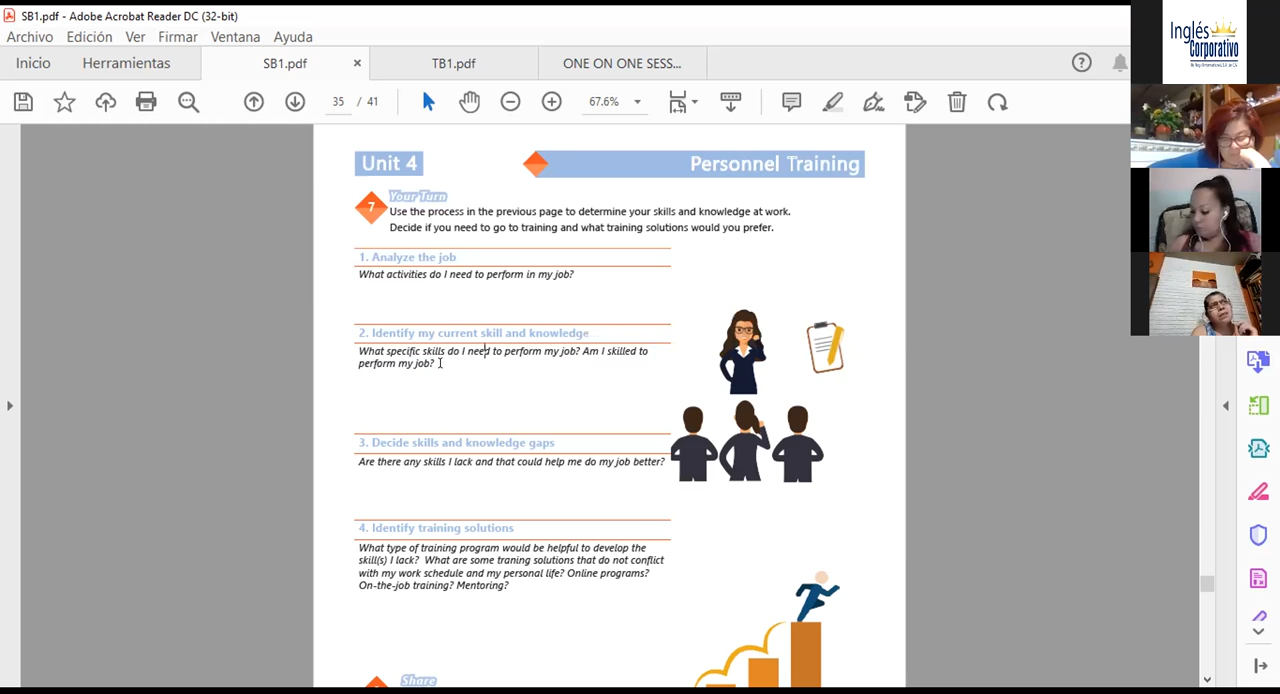 SB1.pdf - Adobe Acrobat Reader DC (32-bit)
Archivo Edición Ver Firmar Ventana Ayuda
Inicio Herramientas SB1.pdf × TB1.pdf ONE ON ONE SESS...
35 / 41 67.6%
Inglés
Corporativo
Unit 4 Personnel Training
7 Your Turn
Use the process in the previous page to determine your skills and knowledge at work.
Decide if you need to go to training and what training solutions would you prefer.
1. Analyze the job
What activities do I need to perform in my job?
2. Identify my current skill and knowledge
What specific skills do I need to perform my job? Am I skilled to
perform my job?
3. Decide skills and knowledge gaps
Are there any skills I lack and that could help me do my job better?
4. Identify training solutions
What type of training program would be helpful to develop the
skill(s) I lack? What are some traning solutions that do not conflict
with my work schedule and my personal life? Online programs?
On-the-job training? Mentoring?
Share